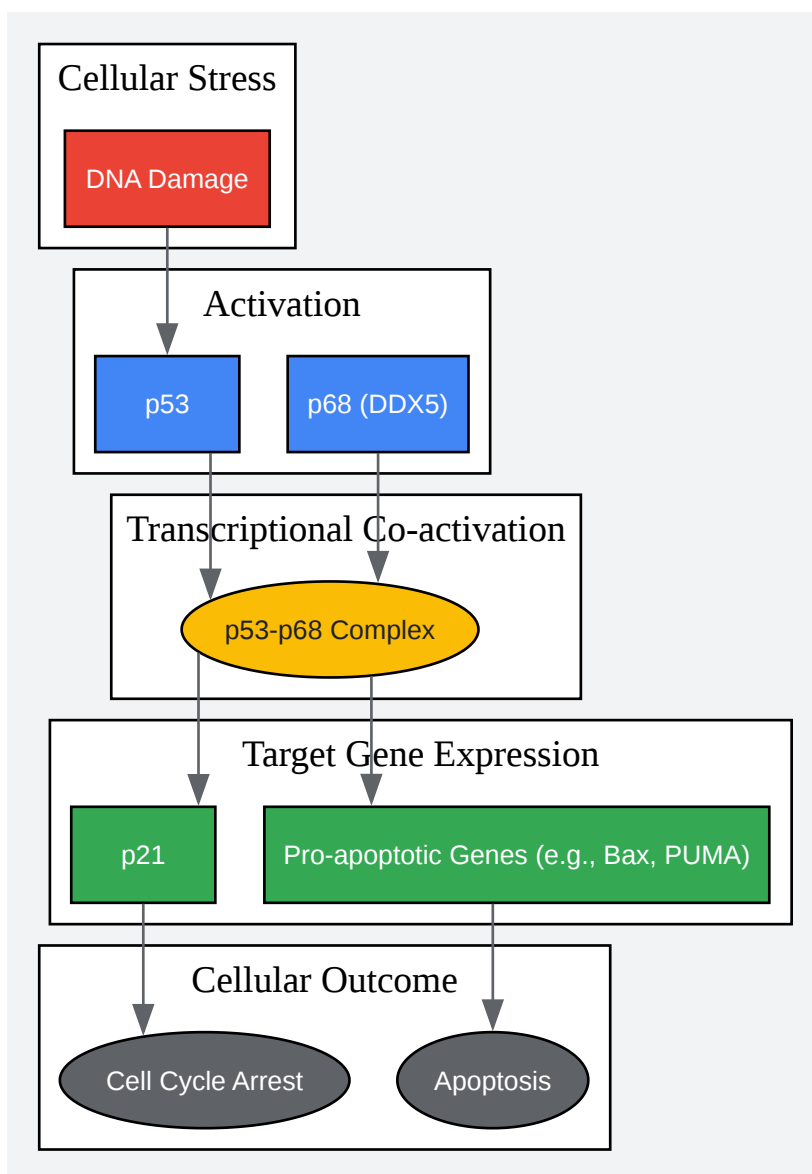 Cellular Stress
DNA Damage
Activation
p53
p68 (DDX5)
Transcriptional Co-activation
p53-p68 Complex
Target Gene Expression
p21
Pro-apoptotic Genes (e.g., Bax, PUMA)
Cellular Outcome
Cell Cycle Arrest
Apoptosis